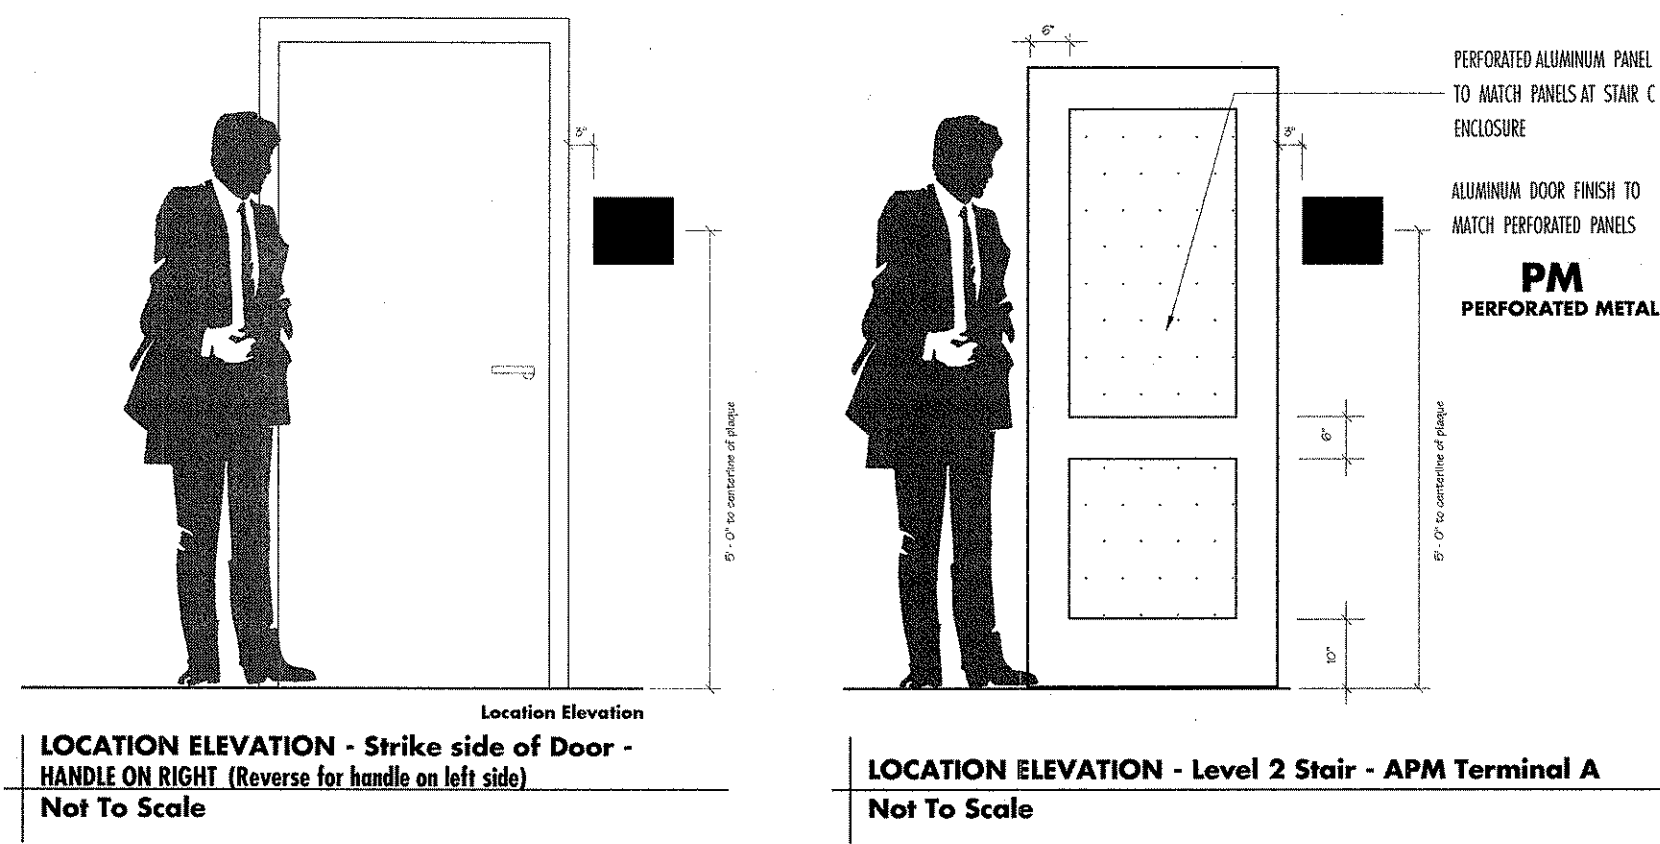 3"
5' - 0" to centerline of plaque
Location Elevation
LOCATION ELEVATION - Strike side of Door -
HANDLE ON RIGHT (Reverse for handle on left side)
Not To Scale
6"
3"
PERFORATED ALUMINUM PANEL
TO MATCH PANELS AT STAIR C
ENCLOSURE
ALUMINUM DOOR FINISH TO
MATCH PERFORATED PANELS
PM
PERFORATED METAL
6"
10"
5' - 0" to centerline of plaque
LOCATION ELEVATION - Level 2 Stair - APM Terminal A
Not To Scale